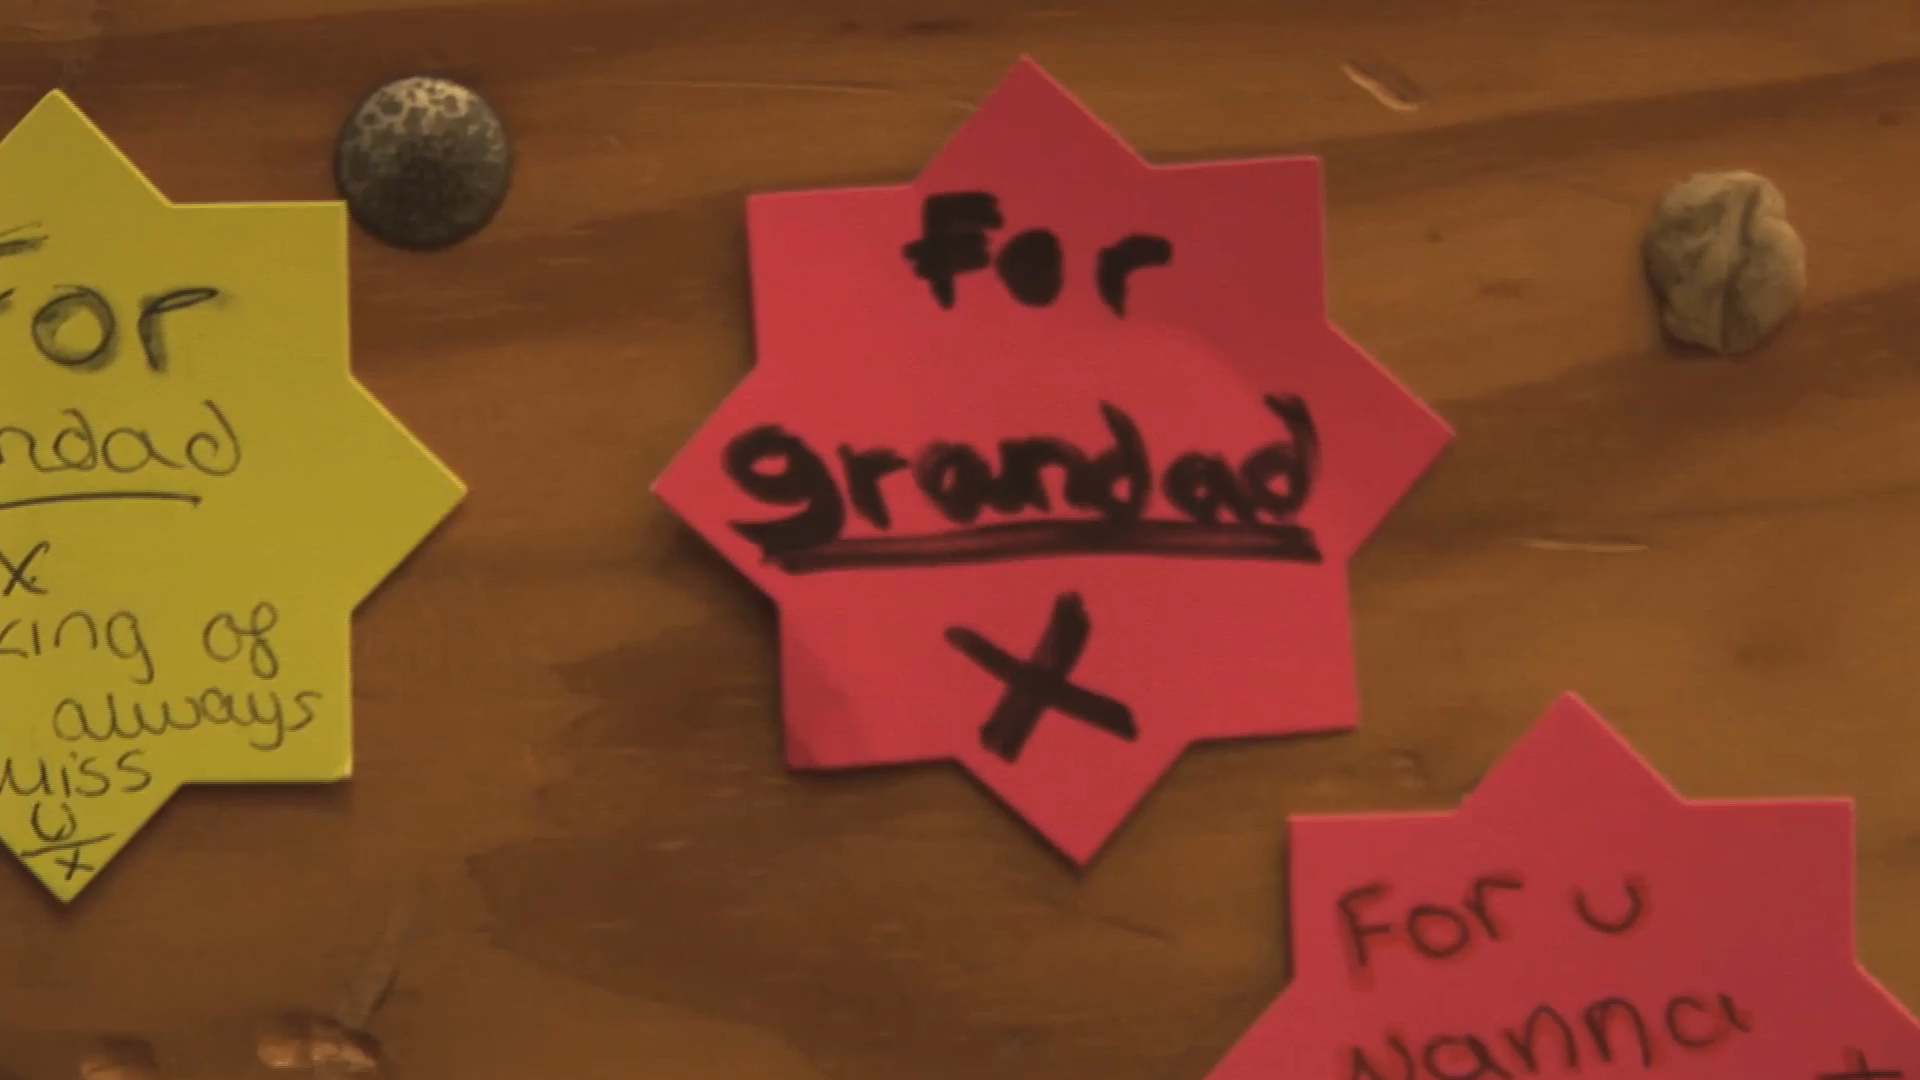 For
ndad
x
king of
always
Miss
U
x
For
grandad
X
For u
Nanna